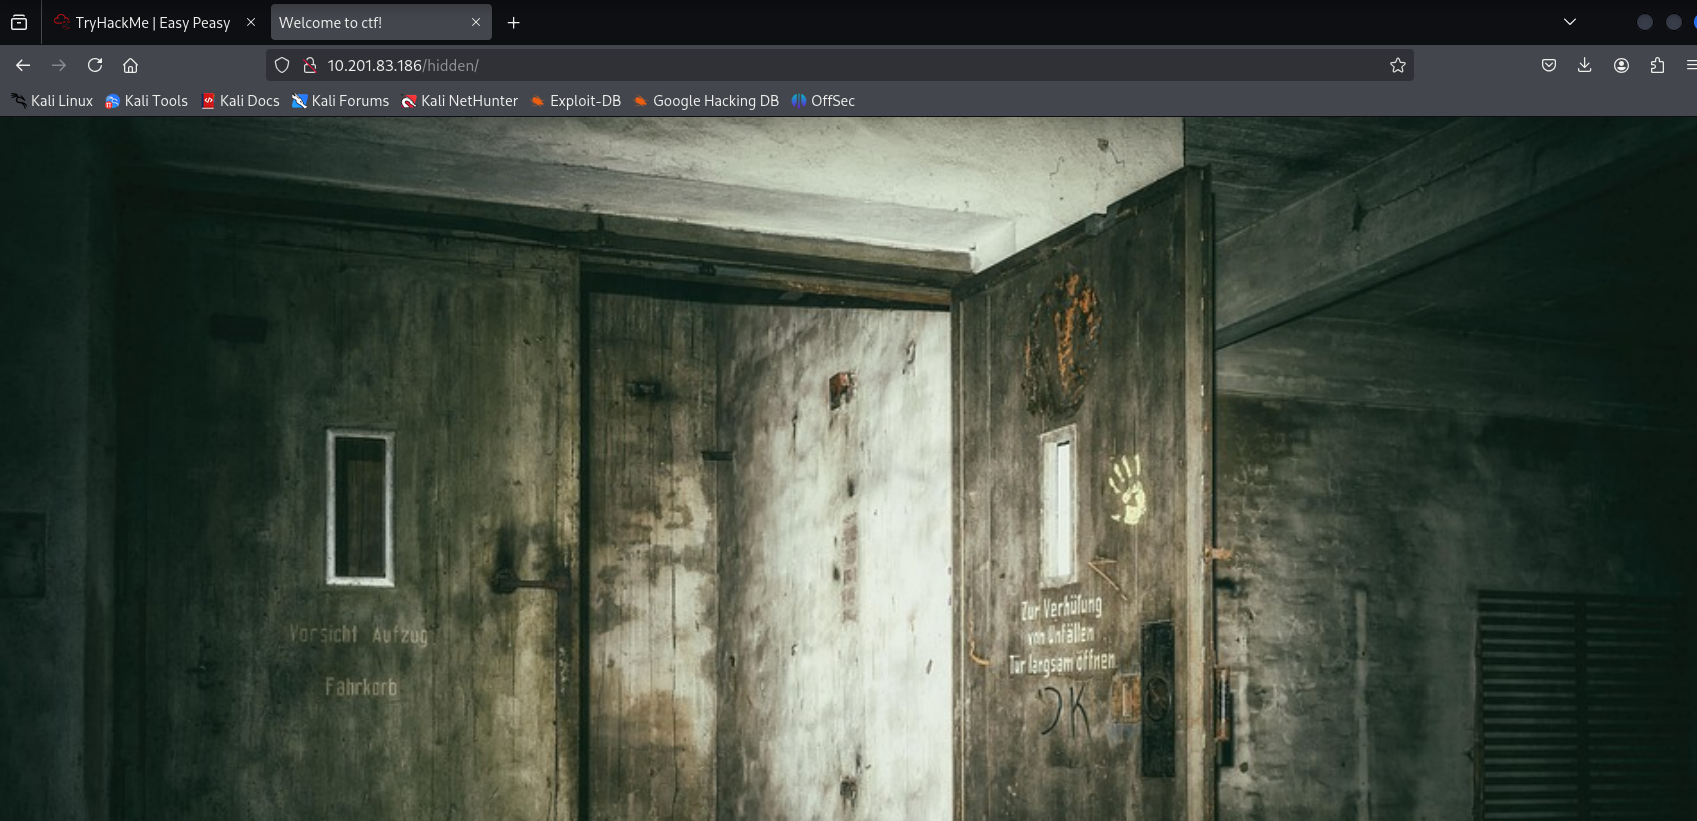 TryHackMe | Easy Peasy
Welcome to ctf!
10.201.83.186/hidden/
Kali Linux
Kali Tools
Kali Docs
Kali Forums
Kali NetHunter
Exploit-DB
Google Hacking DB
OffSec
Vorsicht Aufzug
Fahrkorb
Zur Verhütung
von Unfällen
Tür langsam öffnen
JK